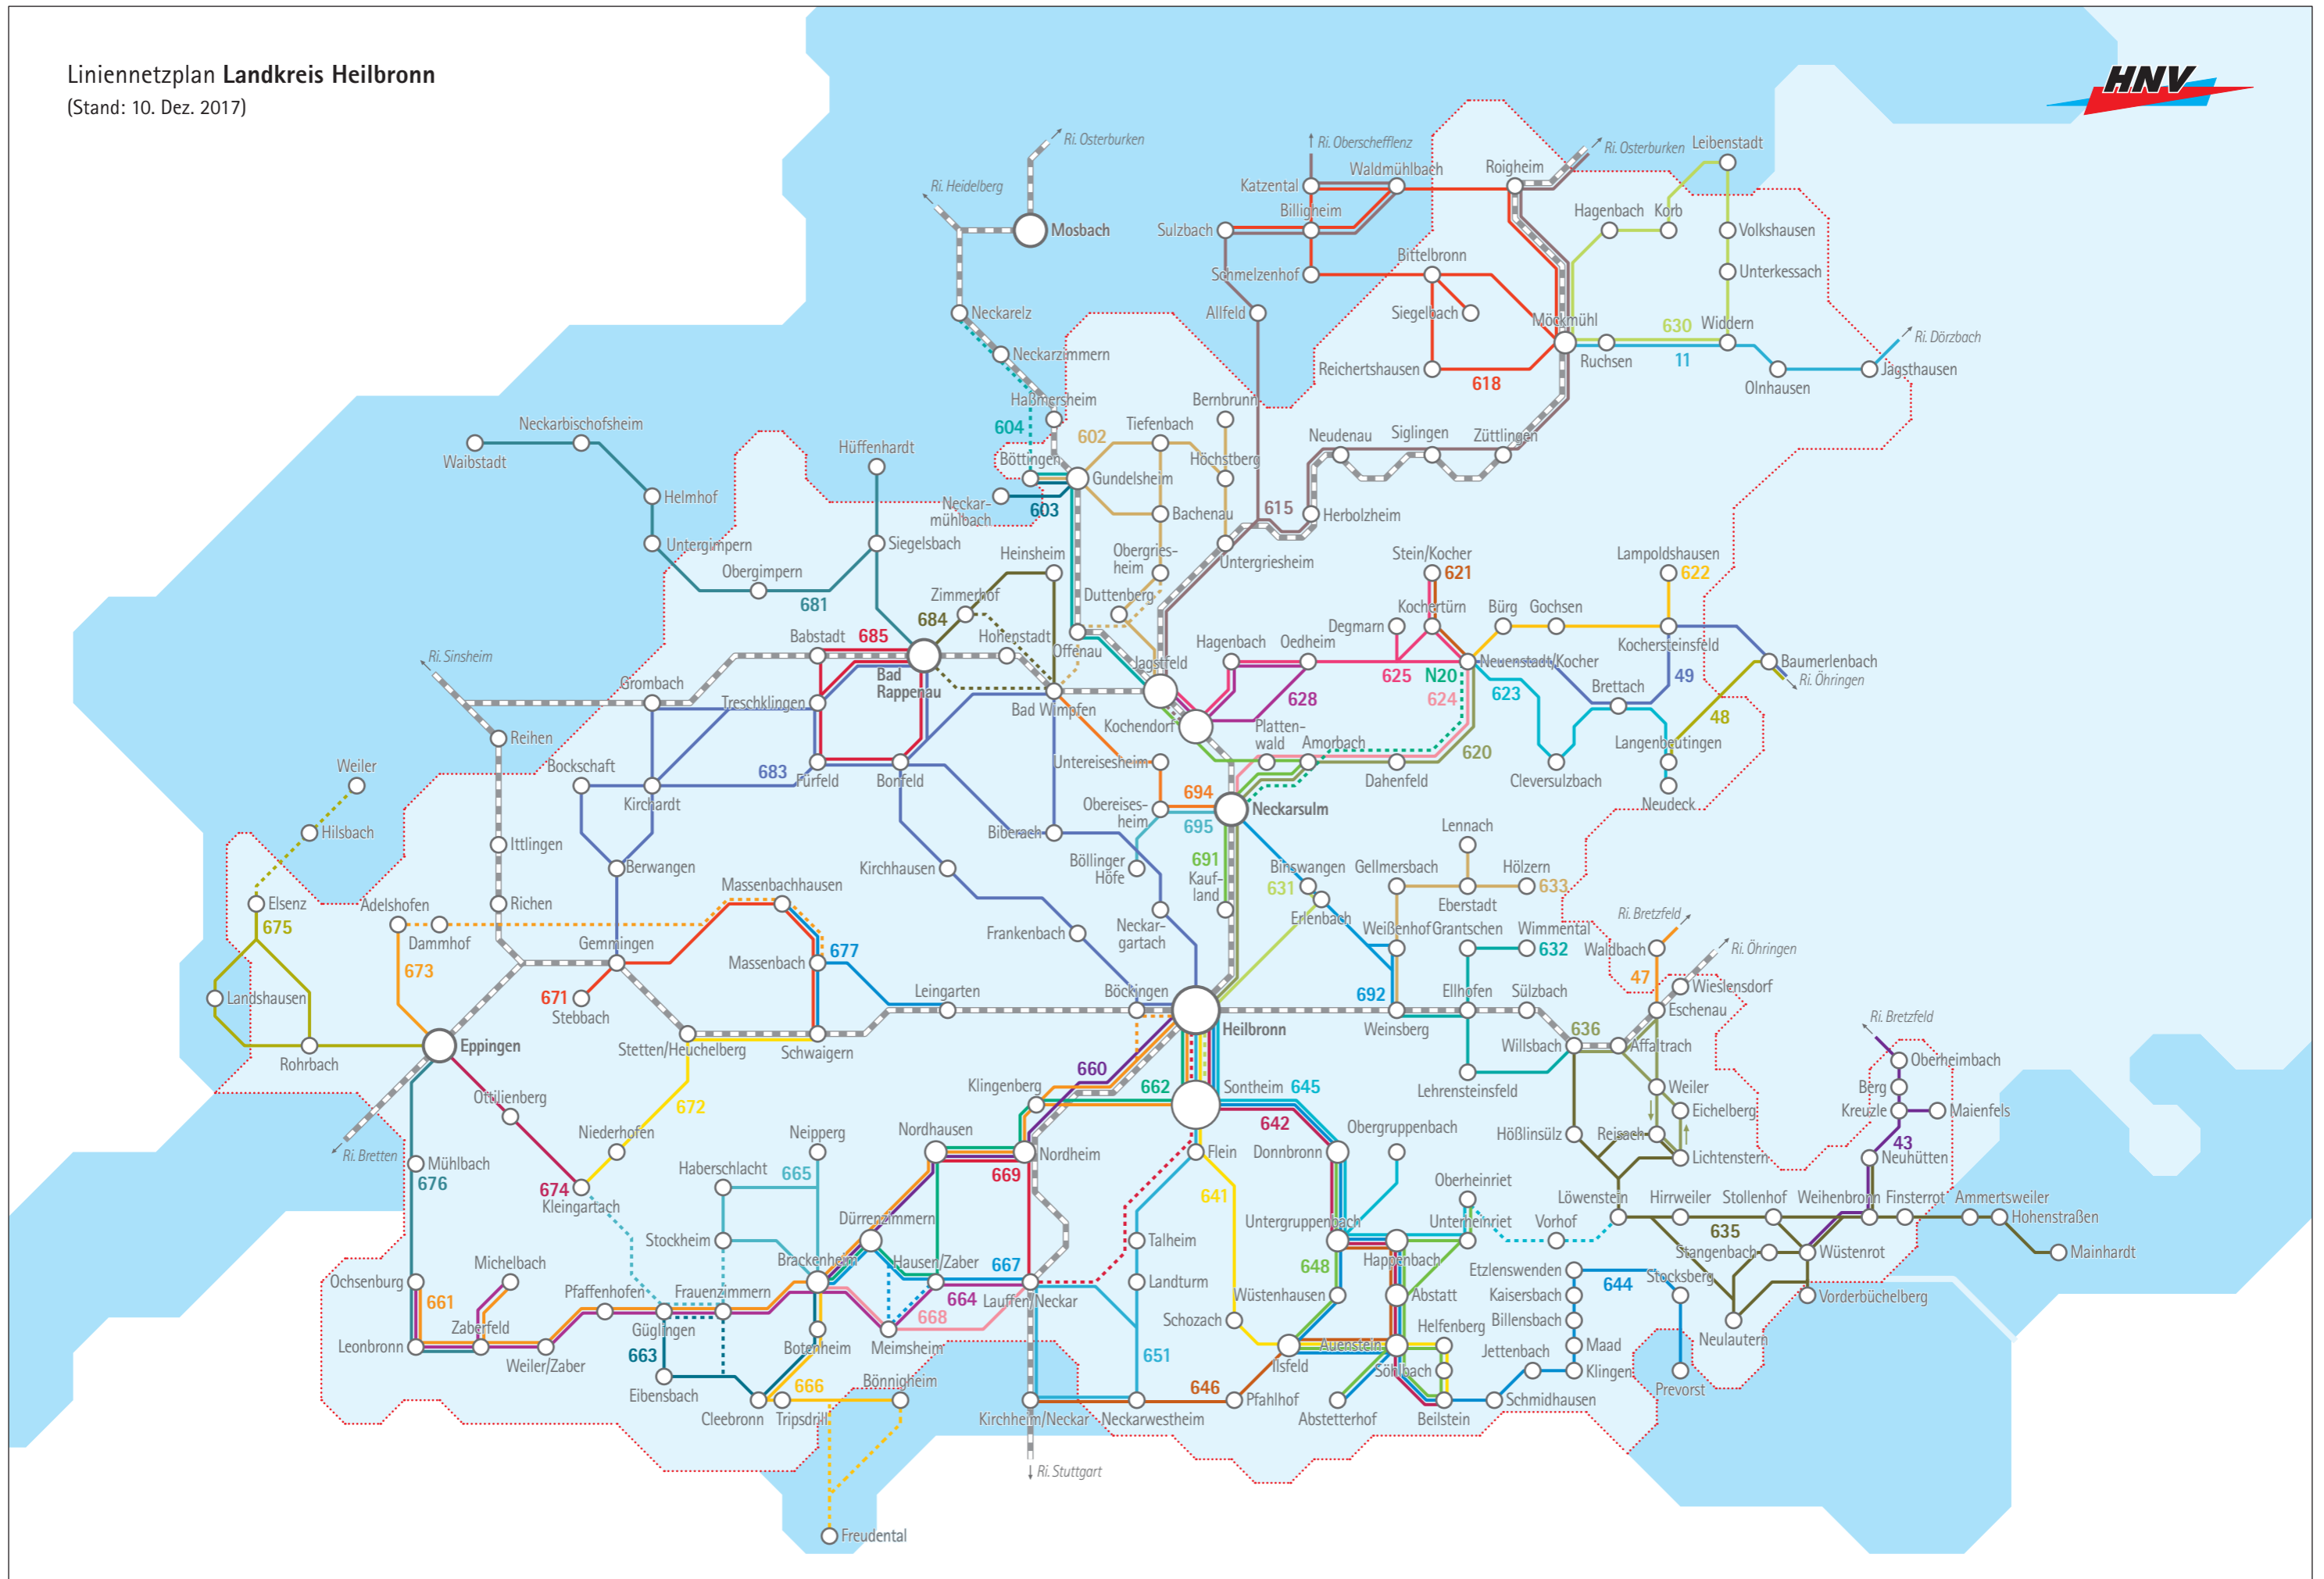 Liniennetzplan Landkreis Heilbronn
(Stand: 10. Dez. 2017)
HNV
Ri. Osterburken
Ri. Oberschefflenz
Ri. Osterburken
Leibenstadt
Waldmühlbach
Roigheim
Ri. Heidelberg
Katzental
Billigheim
Hagenbach
Korb
Mosbach
Sulzbach
Volkshausen
Bittelbronn
Schmelzenhof
Unterkessach
Neckarelz
Allfeld
Siegelbach
Möckmühl
630
Widdern
Ri. Dörzbach
Neckarzimmern
Ruchsen
11
Reichertshausen
618
Olnhausen
Jagsthausen
Haßmersheim
Bernbrunn
Neckarbischofsheim
604
602
Tiefenbach
Neudenau
Siglingen
Züttlingen
Waibstadt
Hüffenhardt
Böttingen
Höchstberg
Gundelsheim
Helmhof
Neckar-
mühlbach
603
Bachenau
615
Herbolzheim
Untergimpern
Siegelsbach
Heinsheim
Obergries-
heim
Untergriesheim
Stein/Kocher
Lampoldshausen
Obergimpern
621
622
681
Zimmerhof
Duttenberg
Kochertürn
Bürg
Gochsen
684
Degmarn
Babstadt
685
Hohenstadt
Offenau
Hagenbach
Oedheim
Kochersteinsfeld
Ri. Sinsheim
Bad
Rappenau
Jagstfeld
Neuenstadt/Kocher
Baumerlenbach
Ri. Öhringen
Grombach
625
N20
49
628
624
623
Brettach
Treschklingen
Bad Wimpfen
Kochendorf
48
Reihen
Platten-
wald
Amorbach
620
Langenbeutingen
Weiler
Bockschaft
683
Kirchardt
Fürfeld
Bonfeld
Untereisesheim
Dahenfeld
Cleversulzbach
Neudeck
694
Obereises-
heim
Neckarsulm
Hilsbach
695
Ittlingen
Biberach
Lennach
Berwangen
Kirchhausen
Böllinger
Höfe
691
Kauf-
land
Binswangen
631
Gellmersbach
Hölzern
633
Massenbachhausen
Eberstadt
Elsenz
Adelshofen
Richen
Erlenbach
675
Dammhof
Frankenbach
Neckar-
gartach
Weißenhof
Grantschen
Wimmental
Ri. Bretzfeld
Gemmingen
677
632
Waldbach
Ri. Öhringen
673
Massenbach
47
Wieslensdorf
Landshausen
671
Stebbach
Leingarten
Böckingen
692
Ellhofen
Sülzbach
Eschenau
Heilbronn
Weinsberg
636
Ri. Bretzfeld
Eppingen
Rohrbach
Stetten/Heuchelberg
Schwaigern
Willsbach
Affaltrach
Oberheimbach
660
Klingenberg
662
Sontheim
645
Lehrensteinsfeld
Weiler
Berg
Ottilienberg
672
Eichelberg
Kreuzle
Maienfels
642
Niederhofen
Neipperg
Nordhausen
Obergruppenbach
Hößlinsülz
Reisach
43
Ri. Bretten
Mühlbach
Haberschlacht
665
669
Nordheim
Flein
Donnbronn
Lichtenstern
Neuhütten
676
674
Kleingartach
641
Oberheinriet
Löwenstein
Hirrweiler
Stollenhof
Weihenbronn
Finsterrot
Ammertsweiler
Dürrenzimmern
Untergruppenbach
Unterheinriet
Vorhof
Hohenstraßen
635
Stockheim
Talheim
Brackenheim
Hausen/Zaber
667
Happenbach
Stangenbach
Wüstenrot
Mainhardt
Michelbach
648
Etzlenswenden
Ochsenburg
Pfaffenhofen
Frauenzimmern
664
Lauffen/Neckar
Landturm
644
Stocksberg
661
Wüstenhausen
Abstatt
Kaisersbach
Vorderbüchelberg
668
Zaberfeld
Güglingen
Schozach
Billensbach
Neulautern
Leonbronn
Weiler/Zaber
663
Botenheim
Meimsheim
651
Ilsfeld
Auenstein
Helfenberg
Maad
Söhlbach
Jettenbach
Klingen
Eibensbach
666
Bönnigheim
646
Prevorst
Cleebronn
Tripsdrill
Kirchheim/Neckar
Neckarwestheim
Pfahlhof
Abstetterhof
Beilstein
Schmidhausen
Ri. Stuttgart
Freudental